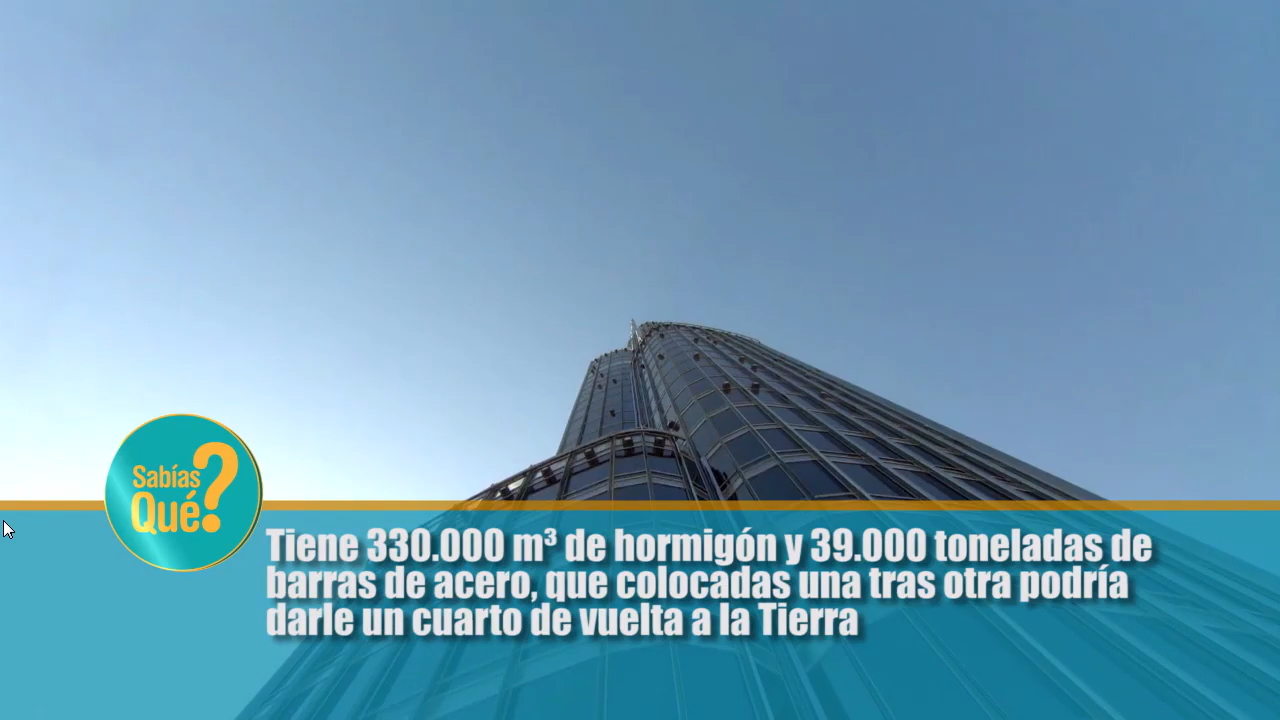 Sabías
Qué?
Tiene 330.000 m³ de hormigón y 39.000 toneladas de
barras de acero, que colocadas una tras otra podría
darle un cuarto de vuelta a la Tierra